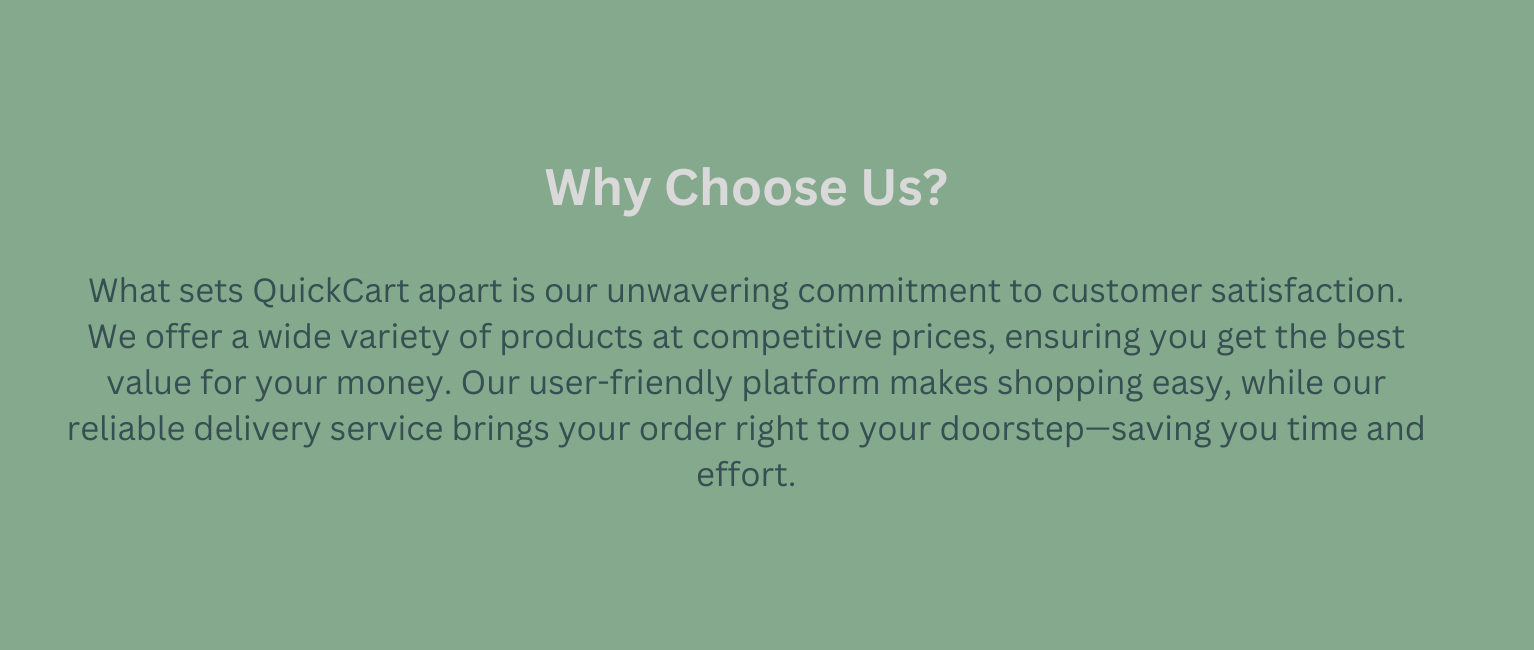 Why Choose Us?
What sets QuickCart apart is our unwavering commitment to customer satisfaction.
We offer a wide variety of products at competitive prices, ensuring you get the best
value for your money. Our user-friendly platform makes shopping easy, while our
reliable delivery service brings your order right to your doorstep—saving you time and
effort.